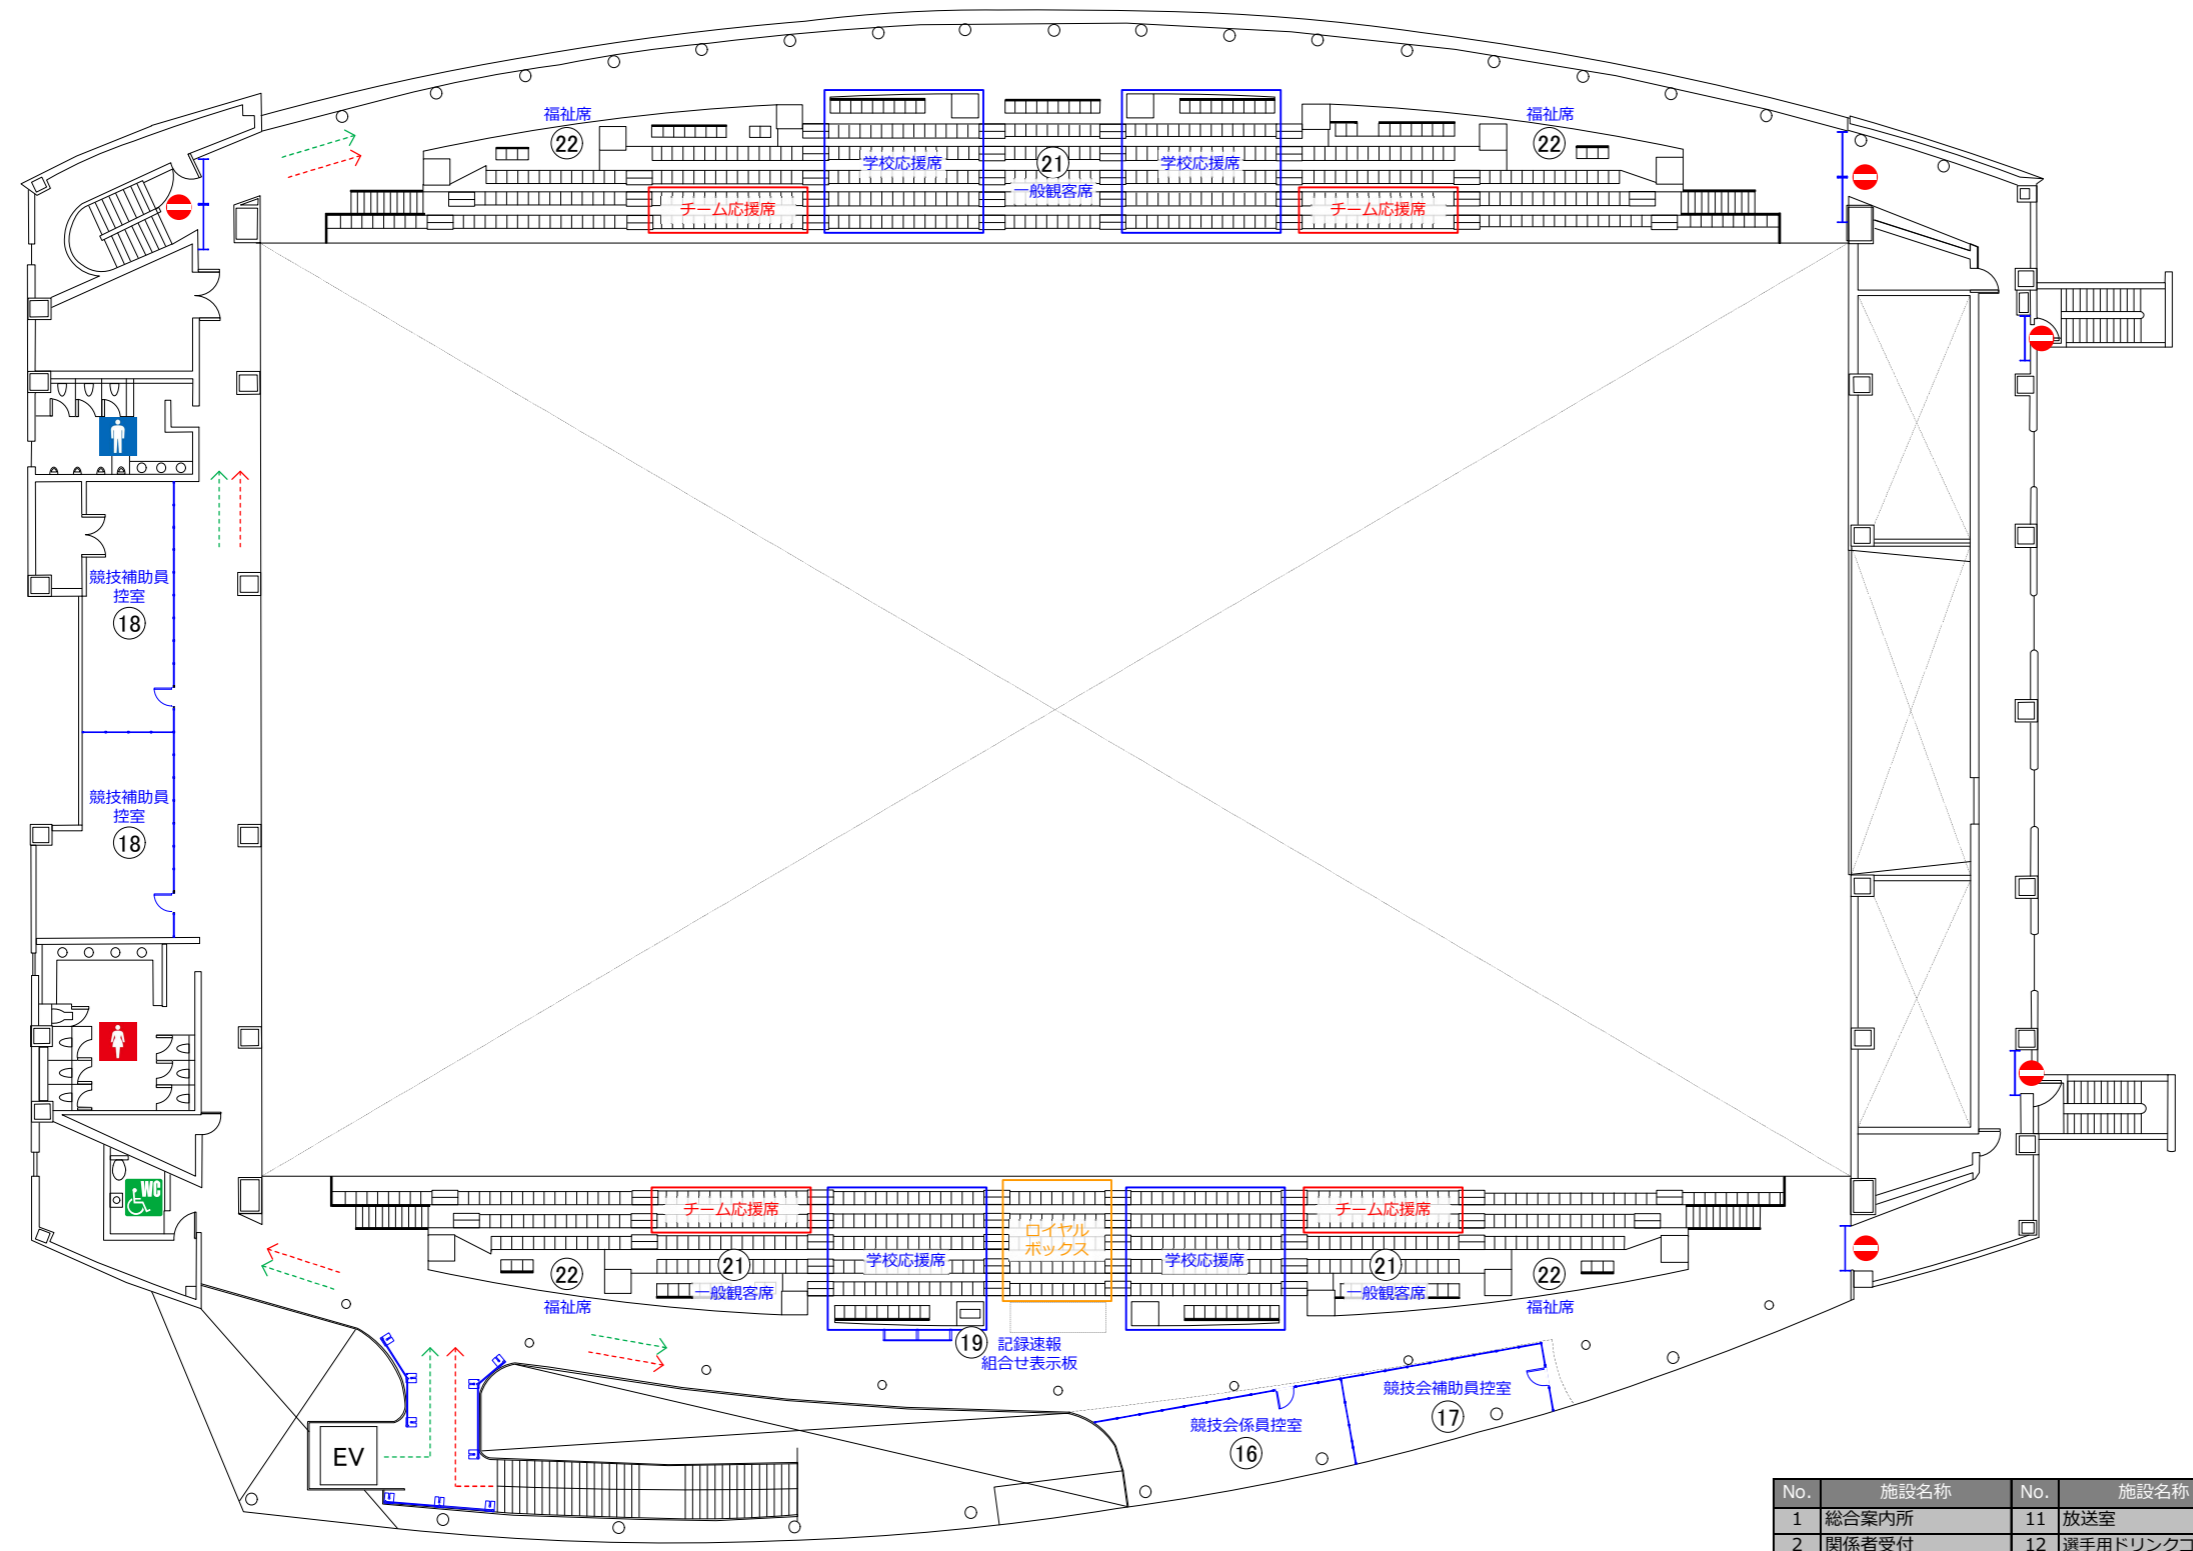 福祉席
22
学校応援席
21
一般観客席
学校応援席
福祉席
22
チーム応援席
チーム応援席
競技補助員
控室
18
競技補助員
控室
18
WC
チーム応援席
ロイヤル
ボックス
チーム応援席
22
福祉席
21
一般観客席
学校応援席
学校応援席
21
一般観客席
22
福祉席
19
記録速報
組合せ表示板
競技会補助員控室
17
競技会係員控室
16
EV
No. 施設名称 No. 施設名称
1 総合案内所 11 放送室
2 関係者受付 12 選手用ドリンクコ